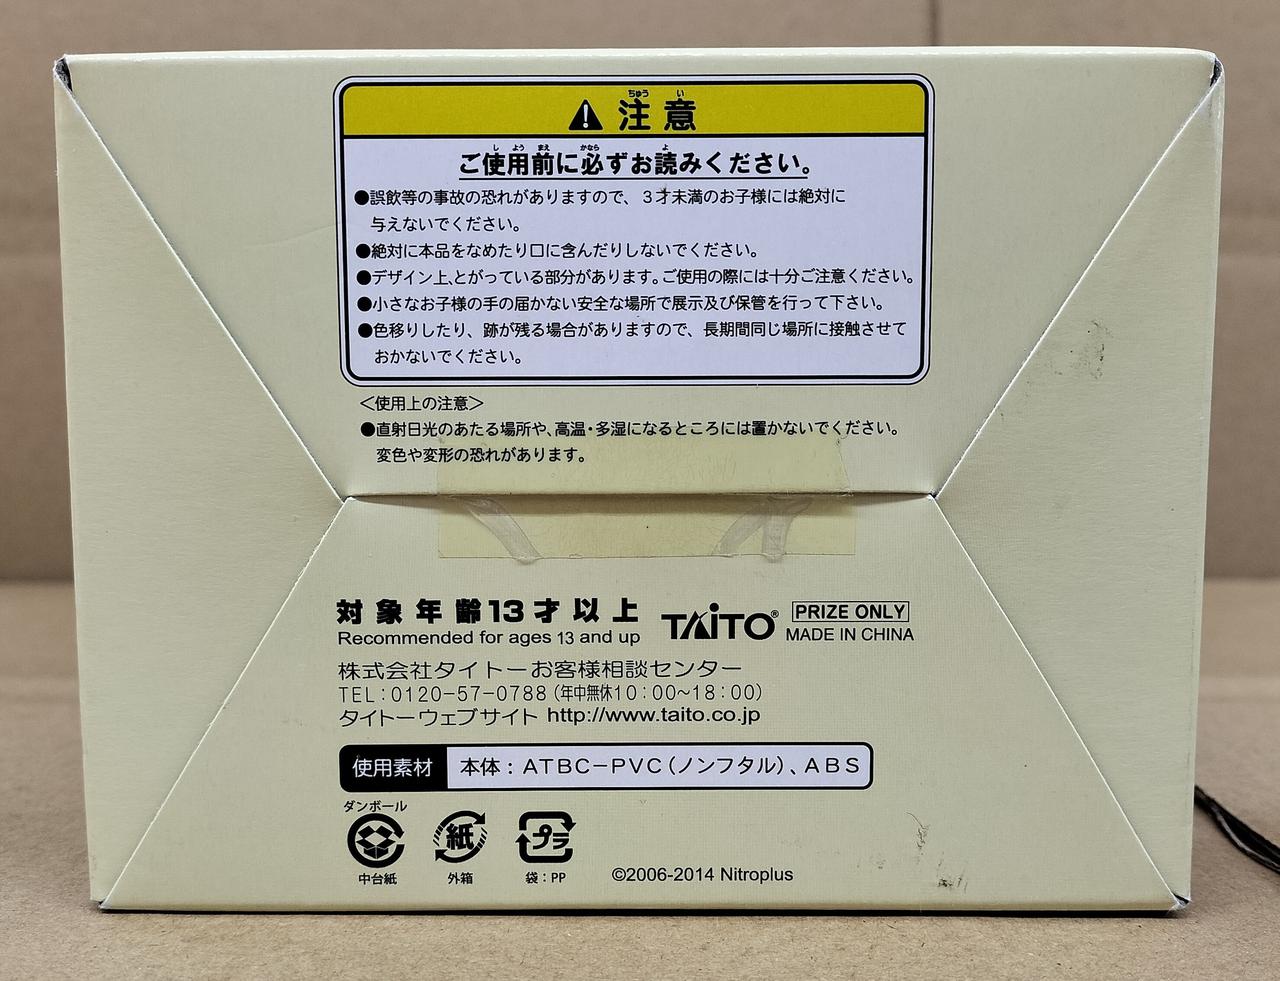 注意
ご使用前に必ずお読みください。
●誤飲等の事故の恐れがありますので、3才未満のお子様には絶対に
与えないでください。
●絶対に本品をなめたり口に含んだりしないでください。
●デザイン上、とがっている部分があります。ご使用の際には十分ご注意ください。
●小さなお子様の手の届かない安全な場所で展示及び保管を行って下さい。
●色移りしたり、跡が残る場合がありますので、長期間同じ場所に接触させて
おかないでください。
＜使用上の注意＞
●直射日光のあたる場所や、高温・多湿になるところには置かないでください。
変色や変形の恐れがあります。
対象年齢13才以上
Recommended for ages 13 and up
TAiTO®
PRIZE ONLY
MADE IN CHINA
株式会社タイトーお客様相談センター
TEL:0120-57-0788(年中無休10:00〜18:00)
タイトーウェブサイト http://www.taito.co.jp
使用素材 本体：ATBC-PVC(ノンフタル)、ABS
ダンボール
紙 プラ
中台紙 外箱 袋：PP
©2006-2014 Nitroplus